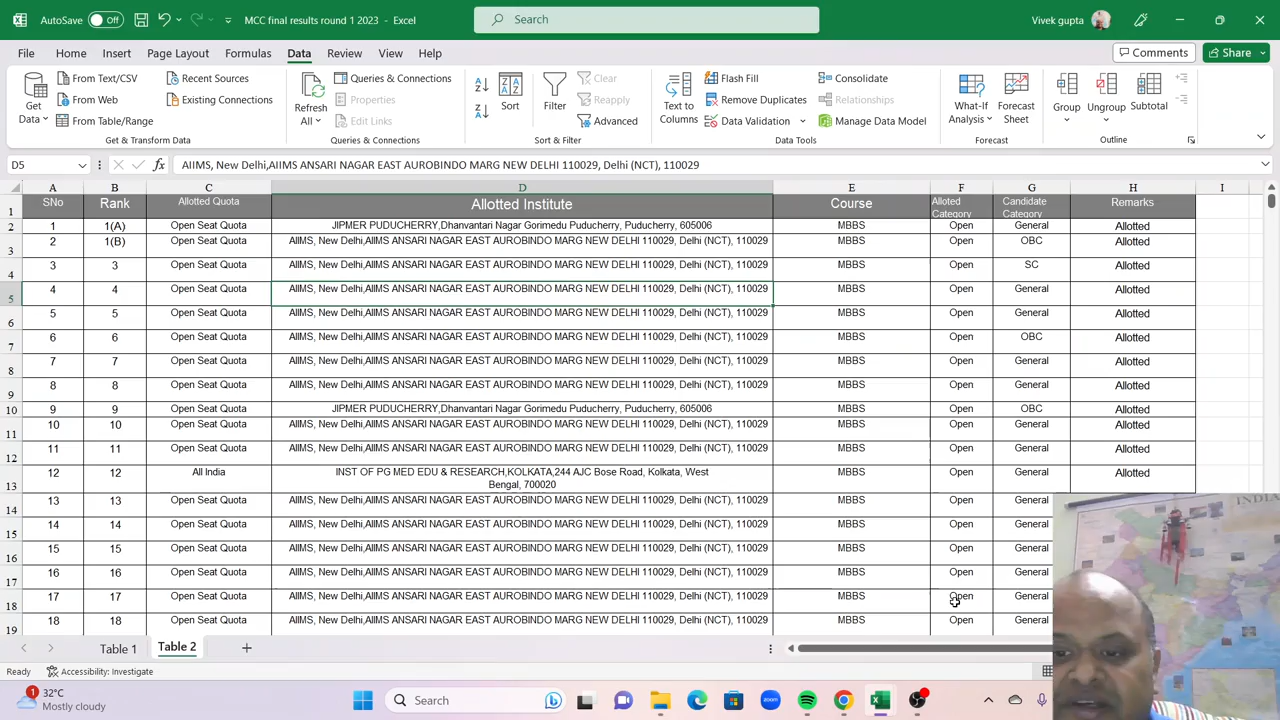 AutoSave Off MCC final results round 1 2023 - Excel Search Vivek gupta
File Home Insert Page Layout Formulas Data Review View Help Comments Share
Get Data
From Text/CSV
From Web
From Table/Range
Recent Sources
Existing Connections
Get & Transform Data
Refresh All
Queries & Connections
Properties
Edit Links
Queries & Connections
Sort
Filter
Clear
Reapply
Advanced
Sort & Filter
Text to Columns
Flash Fill
Remove Duplicates
Data Validation
Consolidate
Relationships
Manage Data Model
Data Tools
What-If Analysis
Forecast Sheet
Forecast
Group
Ungroup
Subtotal
Outline
D5 fx AIIMS, New Delhi,AIIMS ANSARI NAGAR EAST AUROBINDO MARG NEW DELHI 110029, Delhi (NCT), 110029
A B C D E F G H I
1 SNo Rank Allotted Quota Allotted Institute Course Alloted Category Candidate Category Remarks
2 1 1(A) Open Seat Quota JIPMER PUDUCHERRY,Dhanvantari Nagar Gorimedu Puducherry, Puducherry, 605006 MBBS Open General Allotted
3 2 1(B) Open Seat Quota AIIMS, New Delhi,AIIMS ANSARI NAGAR EAST AUROBINDO MARG NEW DELHI 110029, Delhi (NCT), 110029 MBBS Open OBC Allotted
4 3 3 Open Seat Quota AIIMS, New Delhi,AIIMS ANSARI NAGAR EAST AUROBINDO MARG NEW DELHI 110029, Delhi (NCT), 110029 MBBS Open SC Allotted
5 4 4 Open Seat Quota AIIMS, New Delhi,AIIMS ANSARI NAGAR EAST AUROBINDO MARG NEW DELHI 110029, Delhi (NCT), 110029 MBBS Open General Allotted
6 5 5 Open Seat Quota AIIMS, New Delhi,AIIMS ANSARI NAGAR EAST AUROBINDO MARG NEW DELHI 110029, Delhi (NCT), 110029 MBBS Open General Allotted
7 6 6 Open Seat Quota AIIMS, New Delhi,AIIMS ANSARI NAGAR EAST AUROBINDO MARG NEW DELHI 110029, Delhi (NCT), 110029 MBBS Open OBC Allotted
8 7 7 Open Seat Quota AIIMS, New Delhi,AIIMS ANSARI NAGAR EAST AUROBINDO MARG NEW DELHI 110029, Delhi (NCT), 110029 MBBS Open General Allotted
9 8 8 Open Seat Quota AIIMS, New Delhi,AIIMS ANSARI NAGAR EAST AUROBINDO MARG NEW DELHI 110029, Delhi (NCT), 110029 MBBS Open General Allotted
10 9 9 Open Seat Quota JIPMER PUDUCHERRY,Dhanvantari Nagar Gorimedu Puducherry, Puducherry, 605006 MBBS Open OBC Allotted
11 10 10 Open Seat Quota AIIMS, New Delhi,AIIMS ANSARI NAGAR EAST AUROBINDO MARG NEW DELHI 110029, Delhi (NCT), 110029 MBBS Open General Allotted
12 11 11 Open Seat Quota AIIMS, New Delhi,AIIMS ANSARI NAGAR EAST AUROBINDO MARG NEW DELHI 110029, Delhi (NCT), 110029 MBBS Open General Allotted
13 12 12 All India INST OF PG MED EDU & RESEARCH,KOLKATA,244 AJC Bose Road, Kolkata, West MBBS Open General Allotted
Bengal, 700020
14 13 13 Open Seat Quota AIIMS, New Delhi,AIIMS ANSARI NAGAR EAST AUROBINDO MARG NEW DELHI 110029, Delhi (NCT), 110029 MBBS Open General
15 14 14 Open Seat Quota AIIMS, New Delhi,AIIMS ANSARI NAGAR EAST AUROBINDO MARG NEW DELHI 110029, Delhi (NCT), 110029 MBBS Open General
16 15 15 Open Seat Quota AIIMS, New Delhi,AIIMS ANSARI NAGAR EAST AUROBINDO MARG NEW DELHI 110029, Delhi (NCT), 110029 MBBS Open General
17 16 16 Open Seat Quota AIIMS, New Delhi,AIIMS ANSARI NAGAR EAST AUROBINDO MARG NEW DELHI 110029, Delhi (NCT), 110029 MBBS Open General
18 17 17 Open Seat Quota AIIMS, New Delhi,AIIMS ANSARI NAGAR EAST AUROBINDO MARG NEW DELHI 110029, Delhi (NCT), 110029 MBBS Open General
19 18 18 Open Seat Quota AIIMS, New Delhi,AIIMS ANSARI NAGAR EAST AUROBINDO MARG NEW DELHI 110029, Delhi (NCT), 110029 MBBS Open General
INDIA
Table 1 Table 2
Ready Accessibility: Investigate
1 32°C Search
Mostly cloudy
zoom